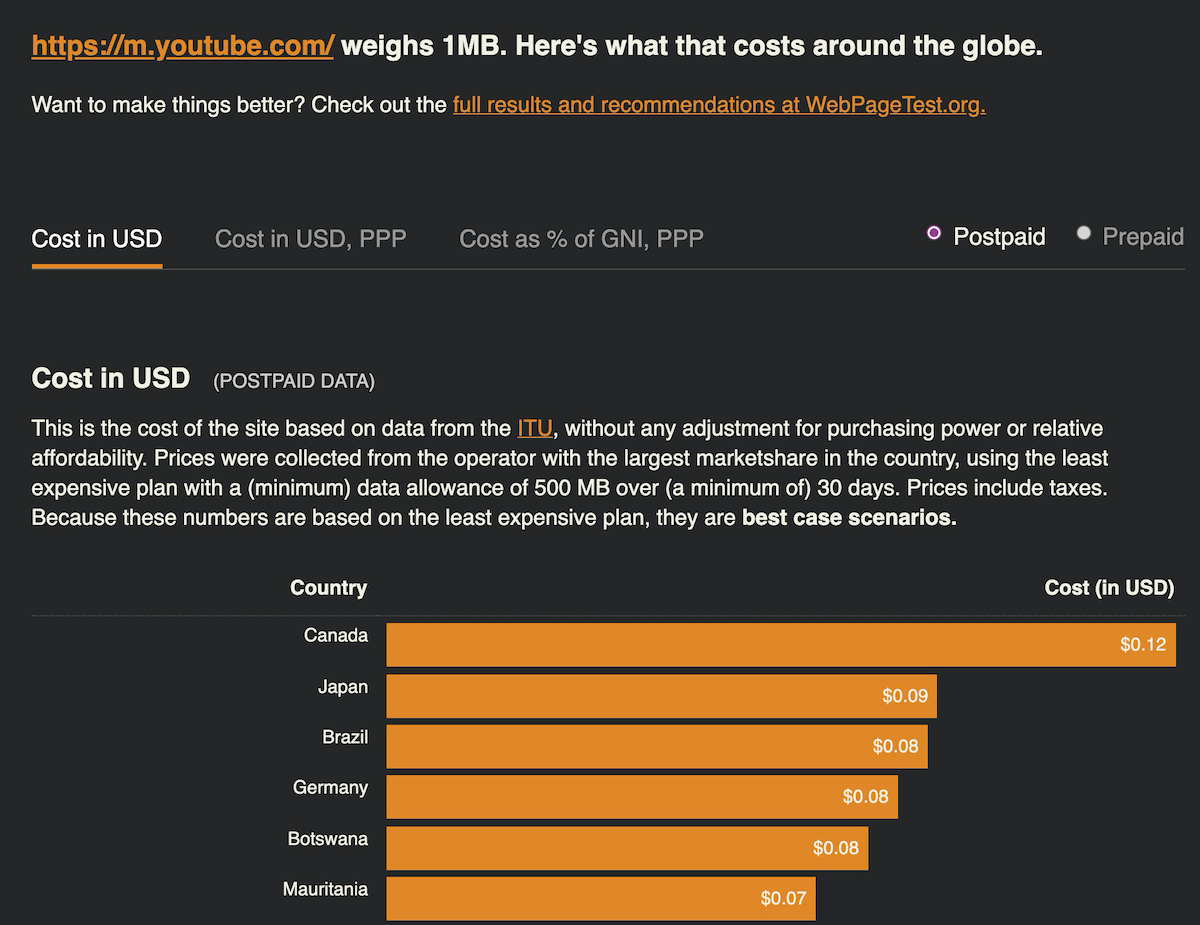 https://m.youtube.com/ weighs 1MB. Here's what that costs around the globe.
Want to make things better? Check out the full results and recommendations at WebPageTest.org.
Cost in USD Cost in USD, PPP Cost as % of GNI, PPP Postpaid Prepaid
Cost in USD (POSTPAID DATA)
This is the cost of the site based on data from the ITU, without any adjustment for purchasing power or relative
affordability. Prices were collected from the operator with the largest marketshare in the country, using the least
expensive plan with a (minimum) data allowance of 500 MB over (a minimum of) 30 days. Prices include taxes.
Because these numbers are based on the least expensive plan, they are best case scenarios.
Country Cost (in USD)
Canada $0.12
Japan $0.09
Brazil $0.08
Germany $0.08
Botswana $0.08
Mauritania $0.07